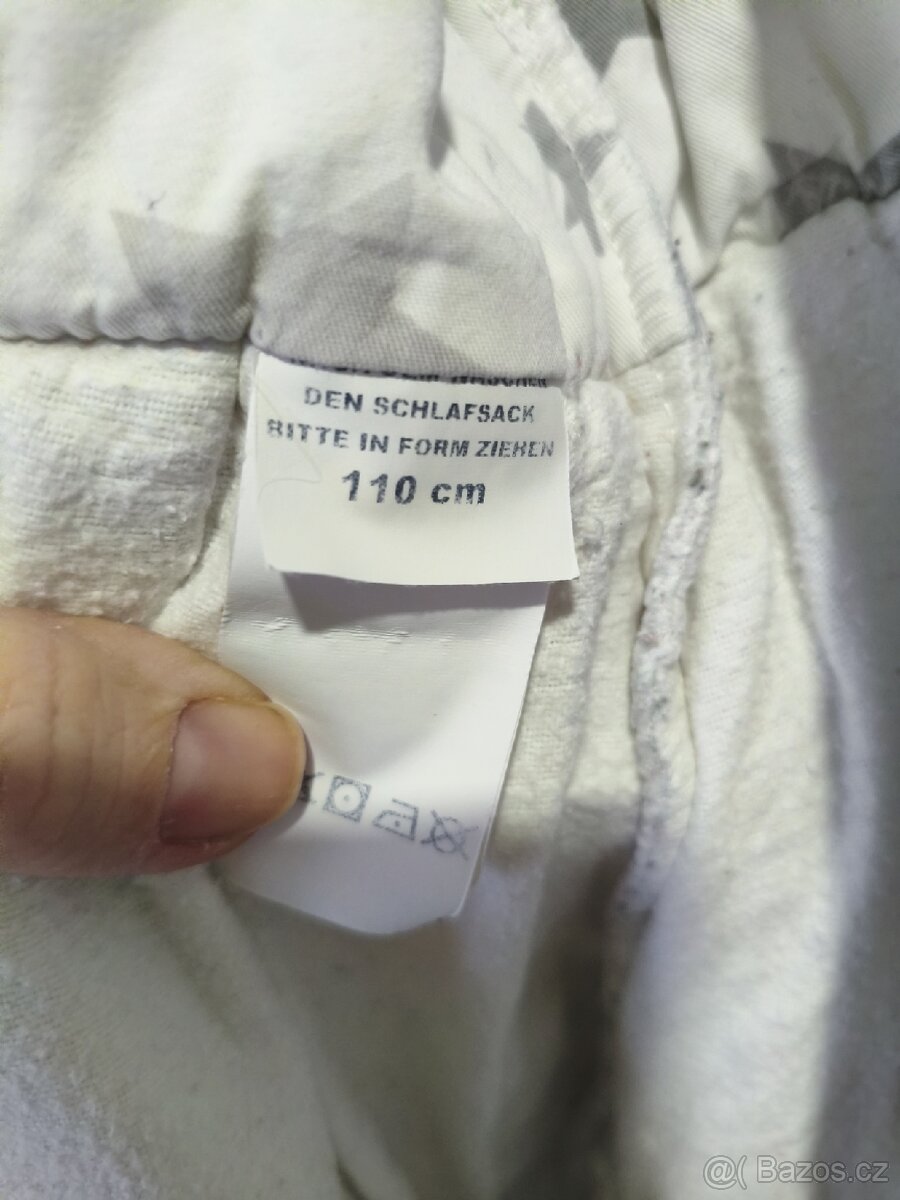 DEN SCHLAFSACK
BITTE IN FORM ZIEHEN
110 cm
@( Bazos.cz